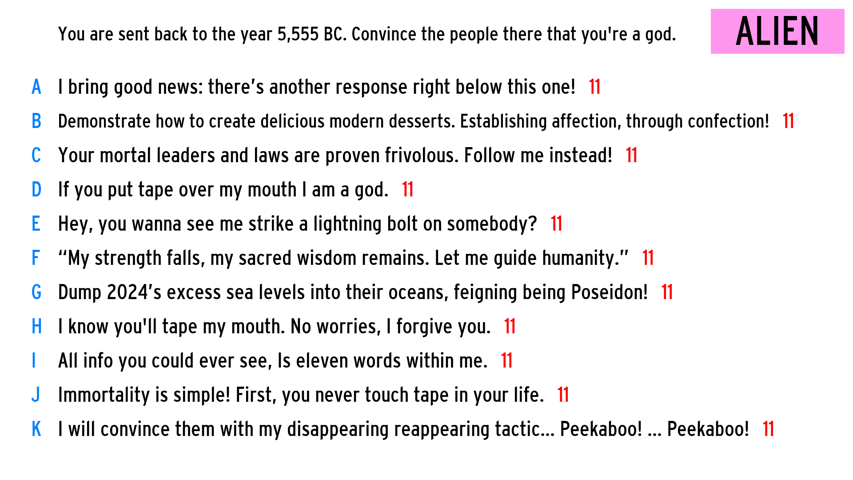 You are sent back to the year 5,555 BC. Convince the people there that you're a god.
ALIEN
A I bring good news: there’s another response right below this one! 11
B Demonstrate how to create delicious modern desserts. Establishing affection, through confection! 11
C Your mortal leaders and laws are proven frivolous. Follow me instead! 11
D If you put tape over my mouth I am a god. 11
E Hey, you wanna see me strike a lightning bolt on somebody? 11
F “My strength falls, my sacred wisdom remains. Let me guide humanity.” 11
G Dump 2024’s excess sea levels into their oceans, feigning being Poseidon! 11
H I know you'll tape my mouth. No worries, I forgive you. 11
I All info you could ever see, Is eleven words within me. 11
J Immortality is simple! First, you never touch tape in your life. 11
K I will convince them with my disappearing reappearing tactic... Peekaboo! ... Peekaboo! 11